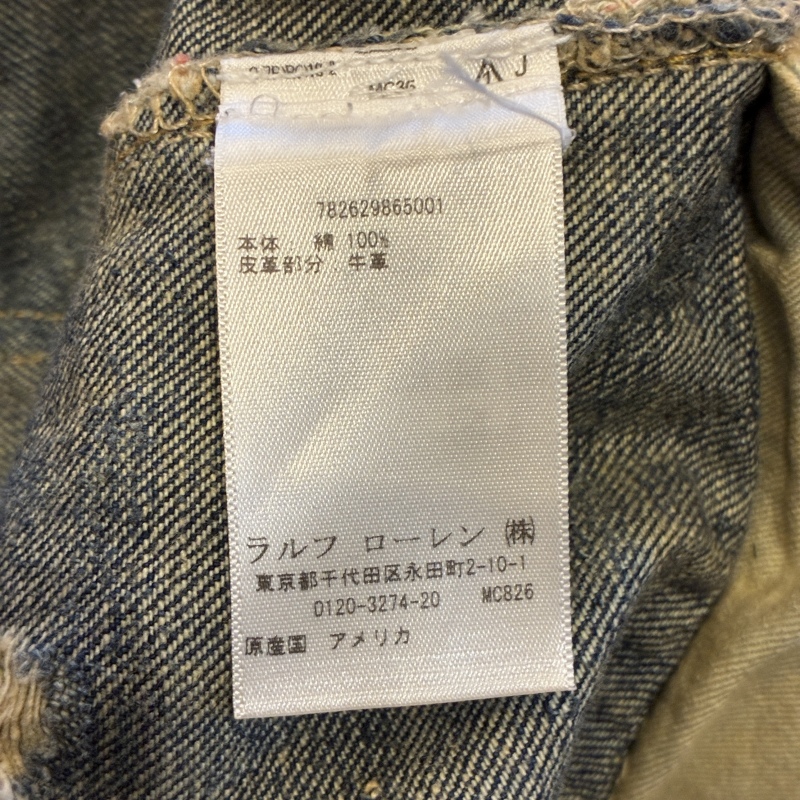 MC36
J
782629865001
本体 綿 100%
皮革部分 牛革
ラルフ ローレン ㈱
東京都千代田区永田町2-10-1
0120-3274-20 MC826
原産国 アメリカ